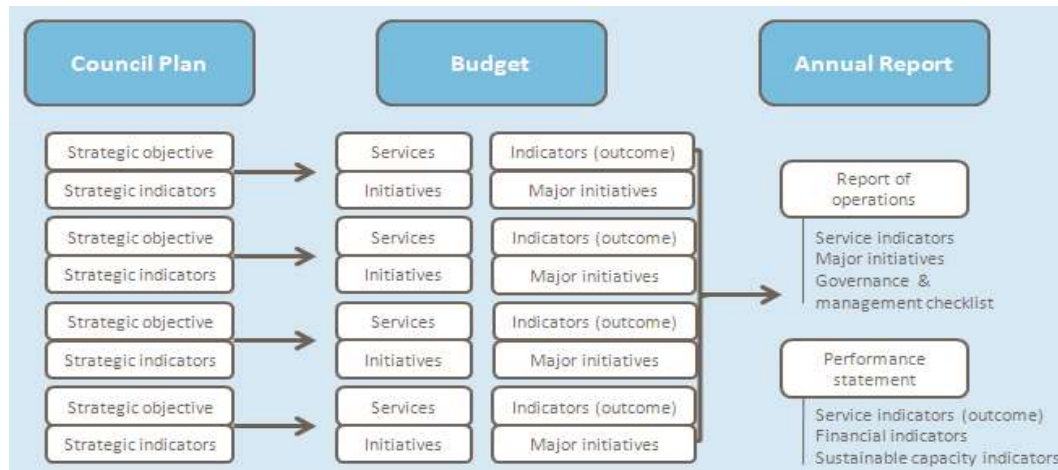 Council Plan
Budget
Annual Report
Strategic objective
Strategic indicators
Services
Initiatives
Indicators (outcome)
Major initiatives
Strategic objective
Strategic indicators
Services
Initiatives
Indicators (outcome)
Major initiatives
Strategic objective
Strategic indicators
Services
Initiatives
Indicators (outcome)
Major initiatives
Strategic objective
Strategic indicators
Services
Initiatives
Indicators (outcome)
Major initiatives
Report of
operations
Service indicators
Major initiatives
Governance &
management checklist
Performance
statement
Service indicators (outcome)
Financial indicators
Sustainable capacity indicators